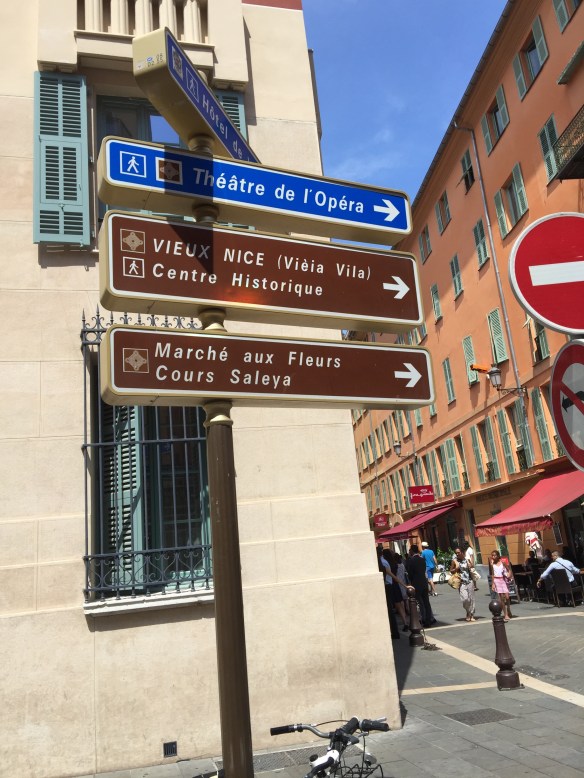 Hôtel de
Théâtre de l'Opéra
VIEUX NICE (Vièia Vila)
Centre Historique
Marché aux Fleurs
Cours Saleya